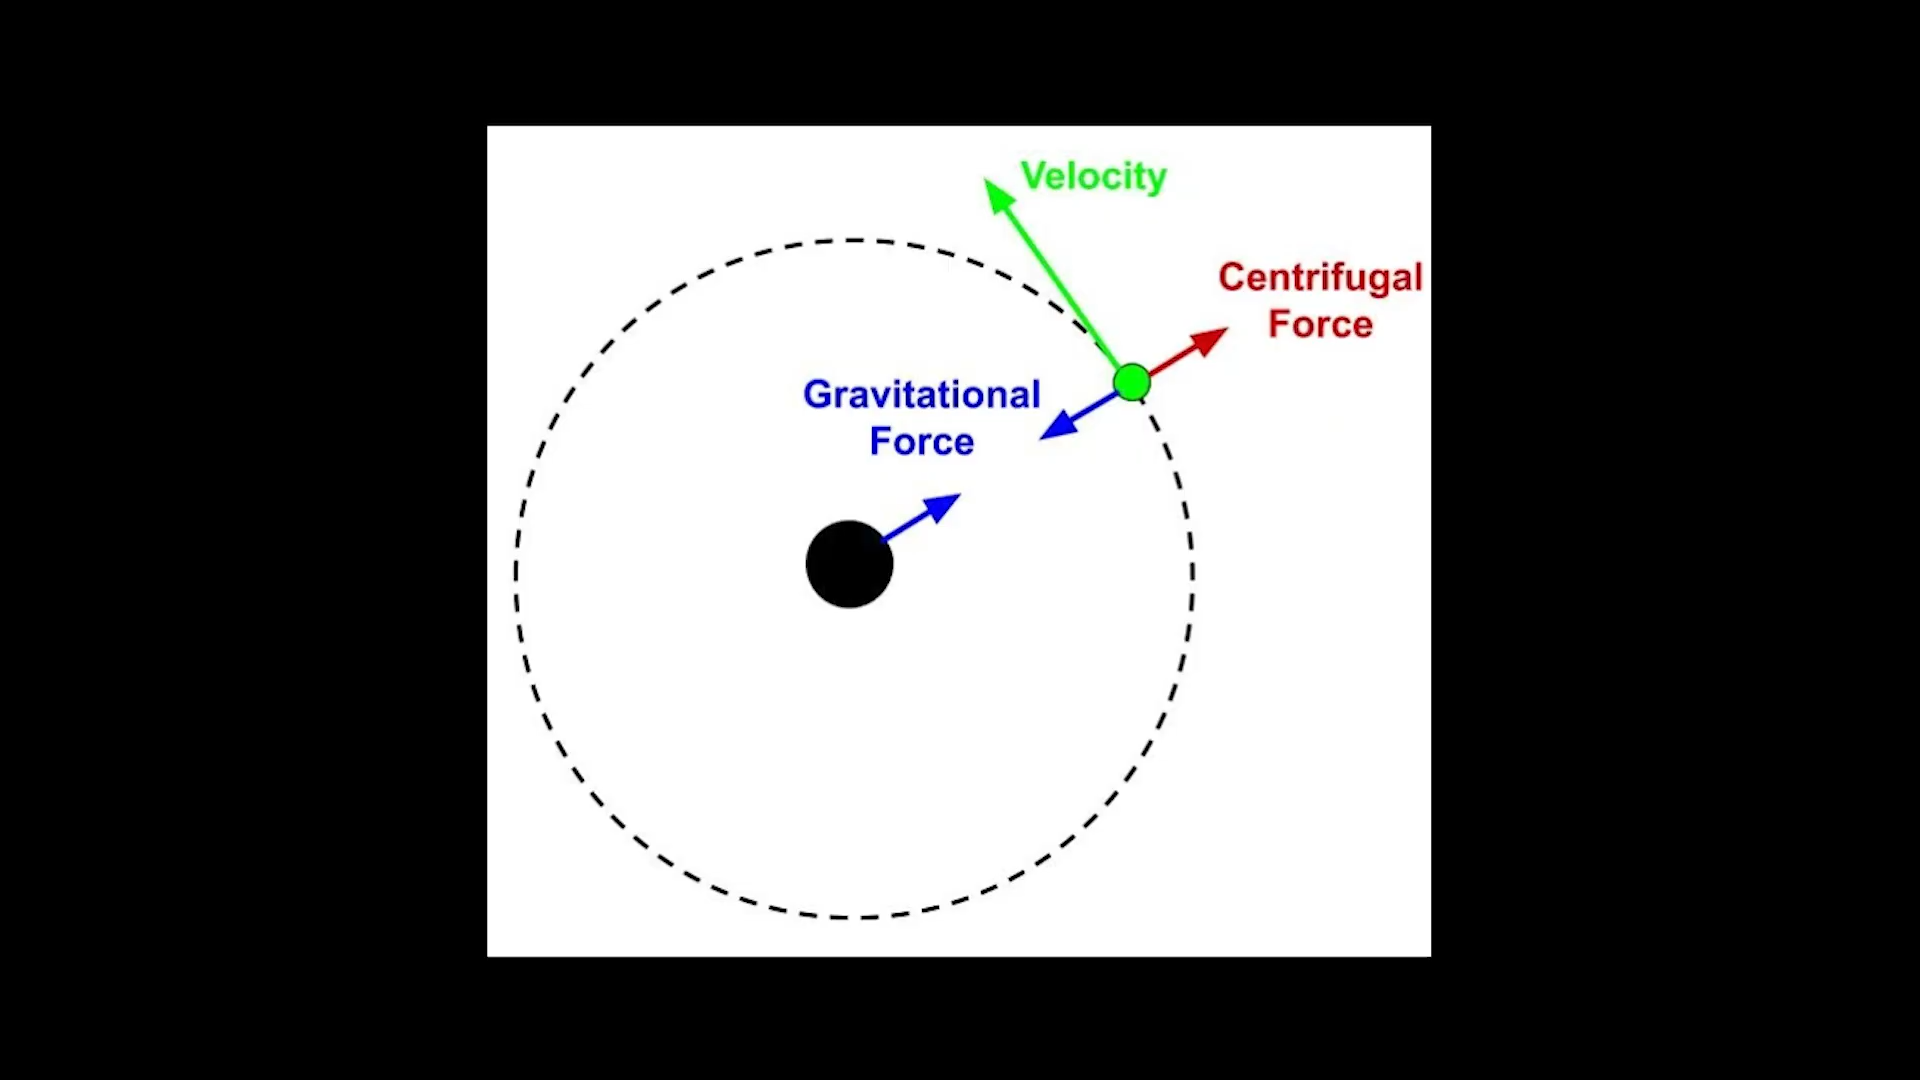 Velocity
Centrifugal
Force
Gravitational
Force